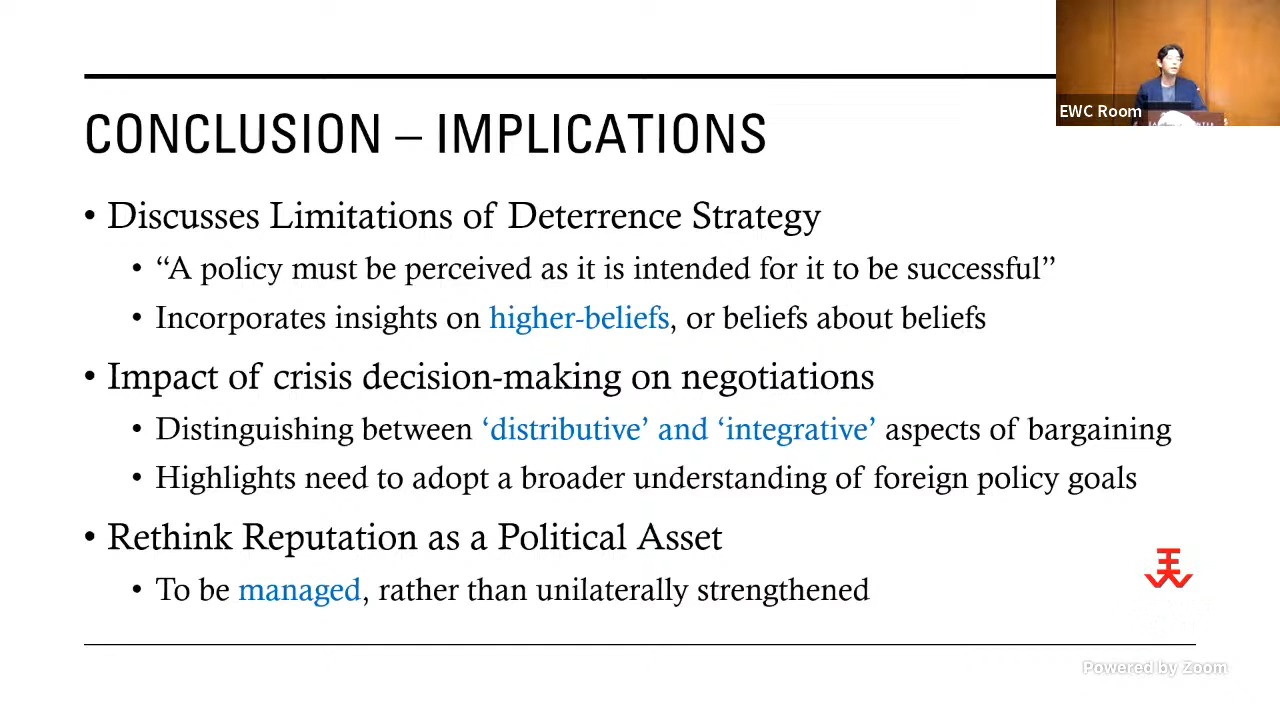 EWC Room
CONCLUSION – IMPLICATIONS
• Discusses Limitations of Deterrence Strategy
• “A policy must be perceived as it is intended for it to be successful”
• Incorporates insights on higher-beliefs, or beliefs about beliefs
• Impact of crisis decision-making on negotiations
• Distinguishing between ‘distributive’ and ‘integrative’ aspects of bargaining
• Highlights need to adopt a broader understanding of foreign policy goals
• Rethink Reputation as a Political Asset
• To be managed, rather than unilaterally strengthened
Powered by Zoom